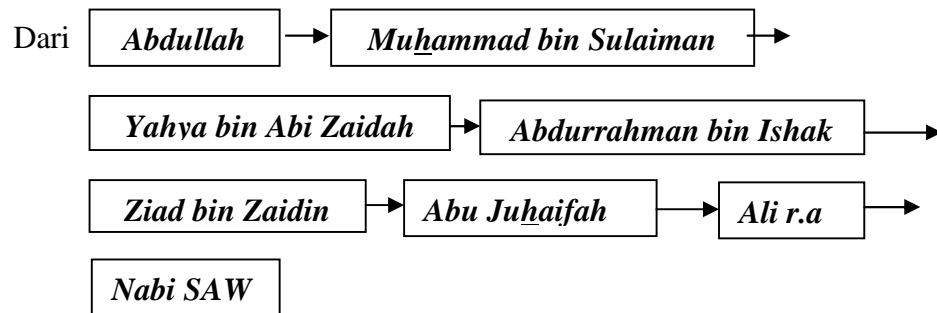 Dari Abdullah Muhammad bin Sulaiman
Yahya bin Abi Zaidah Abdurrahman bin Ishak
Ziad bin Zaidin Abu Juhaifah Ali r.a
Nabi SAW